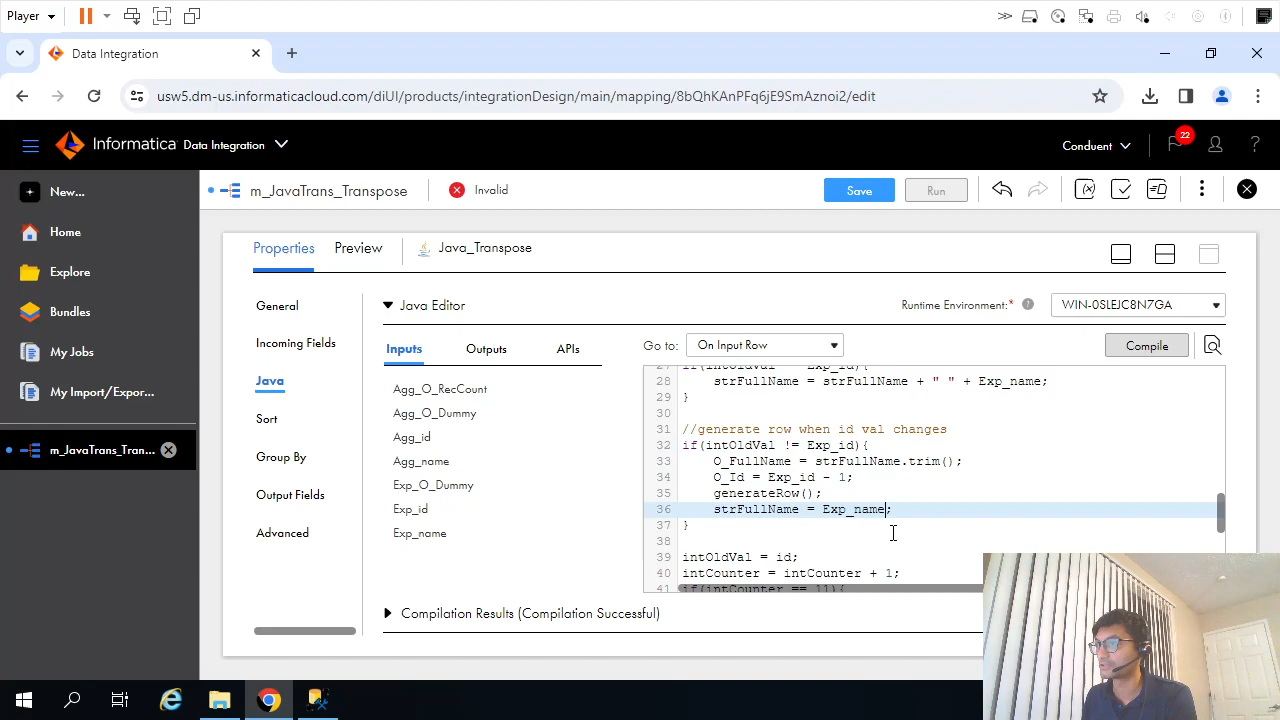 Player
Data Integration
usw5.dm-us.informaticacloud.com/diUI/products/integrationDesign/main/mapping/8bQhKAnPFq6jE9SmAznoi2/edit
Informatica Data Integration
Conduent
22
New...
Home
Explore
Bundles
My Jobs
My Import/Expor...
m_JavaTrans_Tran...
m_JavaTrans_Transpose
Invalid
Save
Run
Properties
Preview
Java_Transpose
General
Incoming Fields
Java
Sort
Group By
Output Fields
Advanced
Java Editor
Runtime Environment:*
WIN-0SLEJC8N7GA
Inputs
Outputs
APIs
Go to:
On Input Row
Compile
Agg_O_RecCount
Agg_O_Dummy
Agg_id
Agg_name
Exp_O_Dummy
Exp_id
Exp_name
28 strFullName = strFullName + " " + Exp_name;
29 }
30
31 //generate row when id val changes
32 if(intOldVal != Exp_id){
33 O_FullName = strFullName.trim();
34 O_Id = Exp_id - 1;
35 generateRow();
36 strFullName = Exp_name;
37 }
38
39 intOldVal = id;
40 intCounter = intCounter + 1;
41 if(intCounter == 11){
Compilation Results (Compilation Successful)